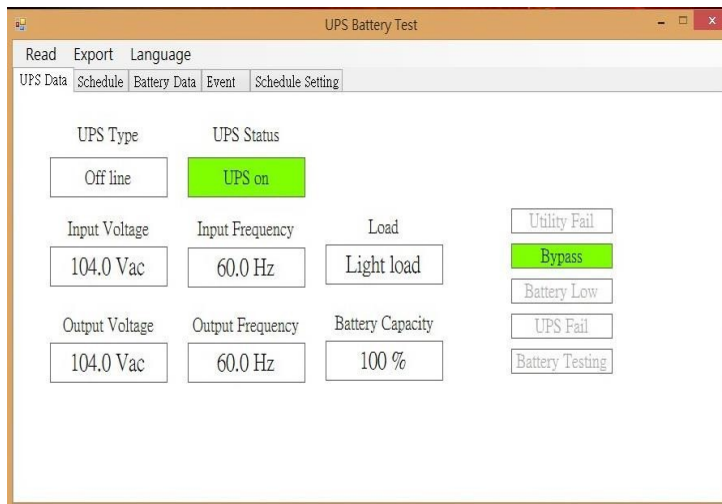 UPS Battery Test
Read Export Language
UPS Data Schedule Battery Data Event Schedule Setting
UPS Type UPS Status
Off line UPS on
Input Voltage Input Frequency Load
104.0 Vac 60.0 Hz Light load
Output Voltage Output Frequency Battery Capacity
104.0 Vac 60.0 Hz 100 %
Utility Fail
Bypass
Battery Low
UPS Fail
Battery Testing